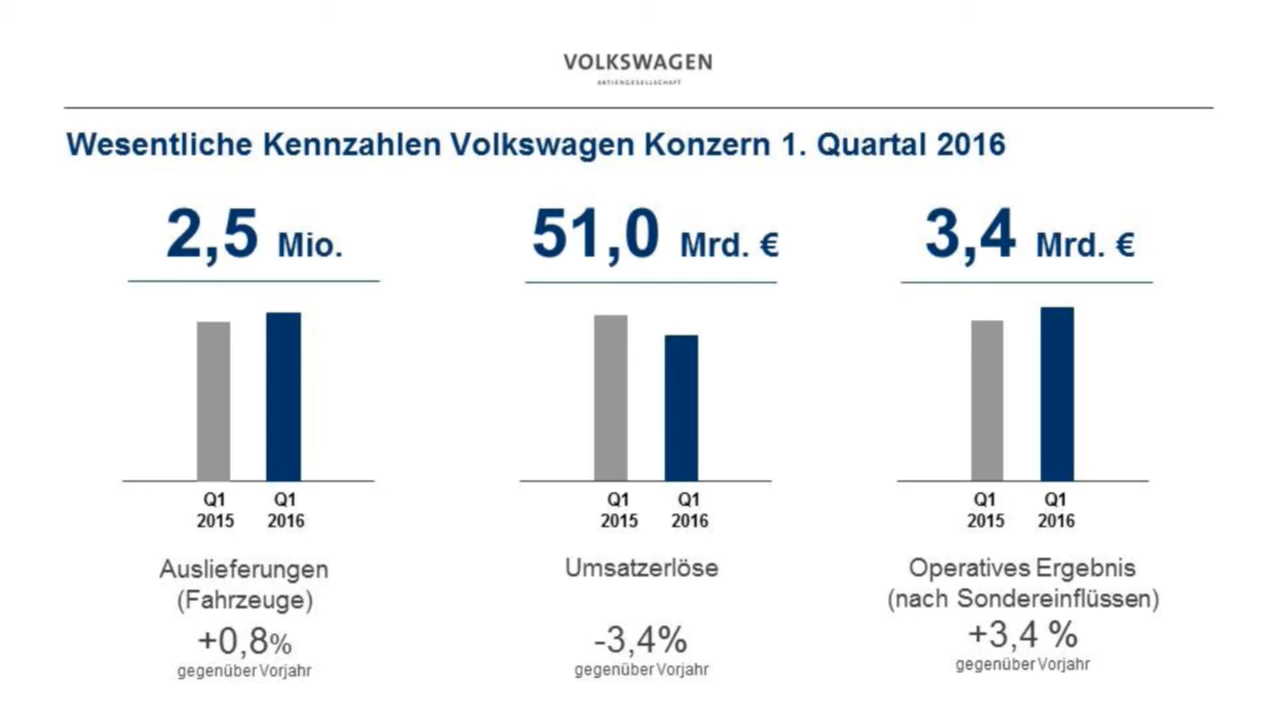 VOLKSWAGEN
AKTIENGESELLSCHAFT
Wesentliche Kennzahlen Volkswagen Konzern 1. Quartal 2016
2,5 Mio.
51,0 Mrd. €
3,4 Mrd. €
Q1 2015
Q1 2016
Q1 2015
Q1 2016
Q1 2015
Q1 2016
Auslieferungen
(Fahrzeuge)
+0,8%
gegenüber Vorjahr
Umsatzerlöse
-3,4%
gegenüber Vorjahr
Operatives Ergebnis
(nach Sondereinflüssen)
+3,4 %
gegenüber Vorjahr